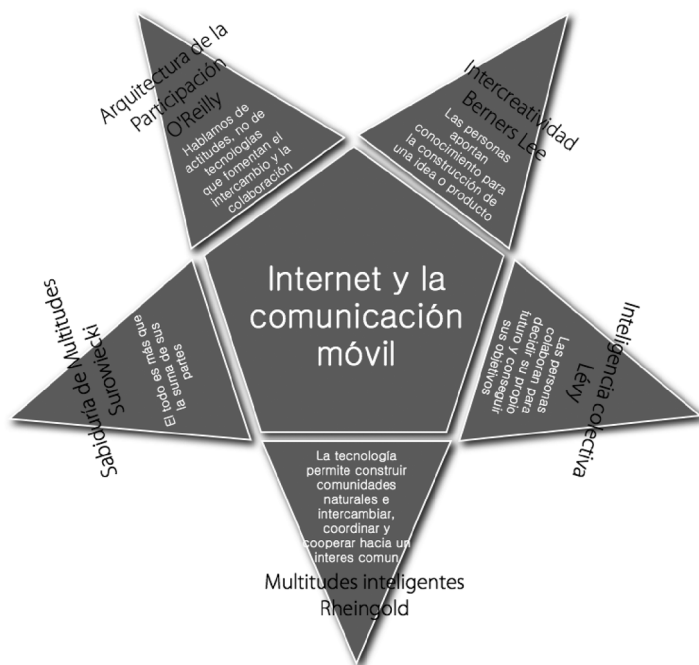 Arquitectura de la
Participación
O'Reilly
Hablamos de
actitudes, no de
tecnologías
que fomentan el
intercambio y la
colaboración
Intercreatividad
Berners Lee
Las personas
aportan
conocimiento para
la construcción de
una idea o producto
Internet y la
comunicación
móvil
Sabiduría de Multitudes
Surowiecki
El todo es más que
la suma de sus
partes
Inteligencia colectiva
Lévy
Las personas
colaboran para
decidir su propio
futuro y conseguir
sus objetivos
La tecnología
permite construir
comunidades
naturales e
intercambiar,
coordinar y
cooperar hacia un
interes comun
Multitudes inteligentes
Rheingold